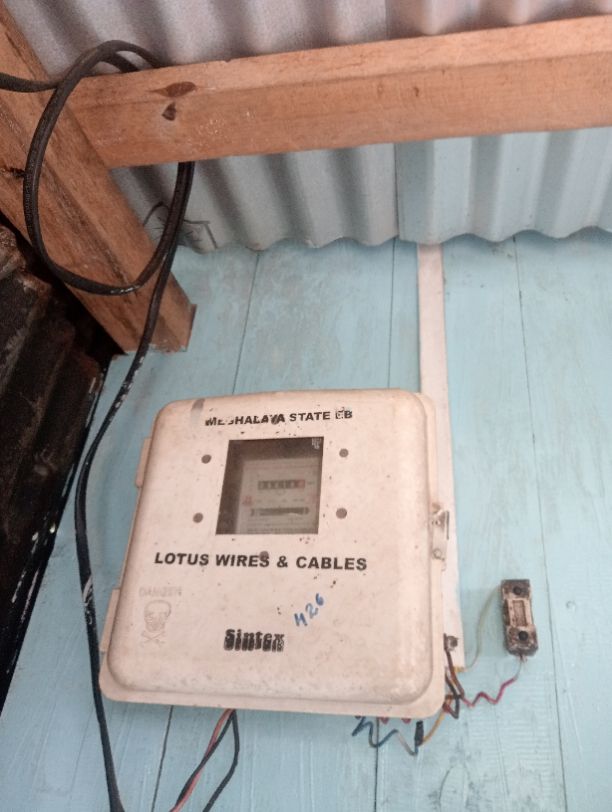 MEGHALAYA STATE EB
LOTUS WIRES & CABLES
DANGER
426
Sintex